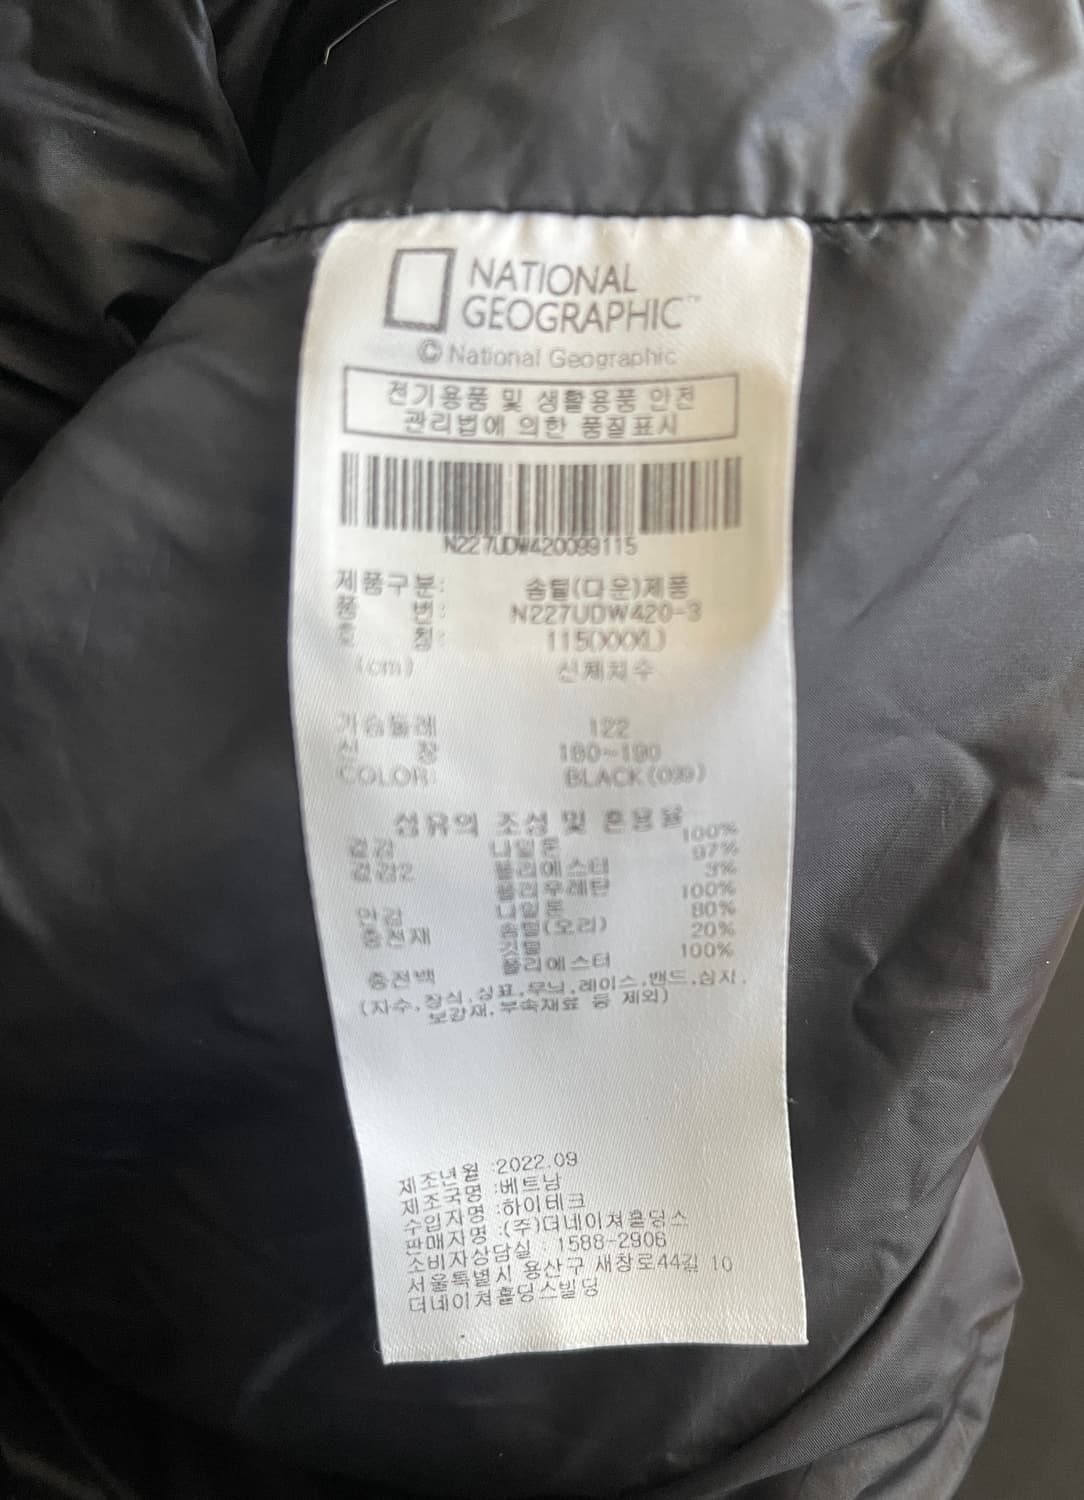 NATIONAL
GEOGRAPHIC™
© National Geographic
전기용품 및 생활용품 안전
관리법에 의한 품질표시
N227UDW420099115
제품구분: 솜털(다운)제품
품 번: N227UDW420-3
호 칭: 115(XXXL)
(cm) 신체치수
가슴둘레 122
신 장 180~190
COLOR: BLACK(099)
섬유의 조성 및 혼용율
겉감 나일론 100%
겉감2 폴리에스터 97%
폴리우레탄 3%
안감 나일론 100%
충전재 솜털(오리) 80%
깃털 20%
충전백 폴리에스터 100%
(자수,장식,상표,무늬,레이스,밴드,심지,
보강재,부속재료 등 제외)
제조년월 :2022.09
제조국명 :베트남
수입자명 :하이테크
판매자명 :(주)더네이쳐홀딩스
소비자상담실 1588-2906
서울특별시 용산구 새창로44길 10
더네이쳐홀딩스빌딩